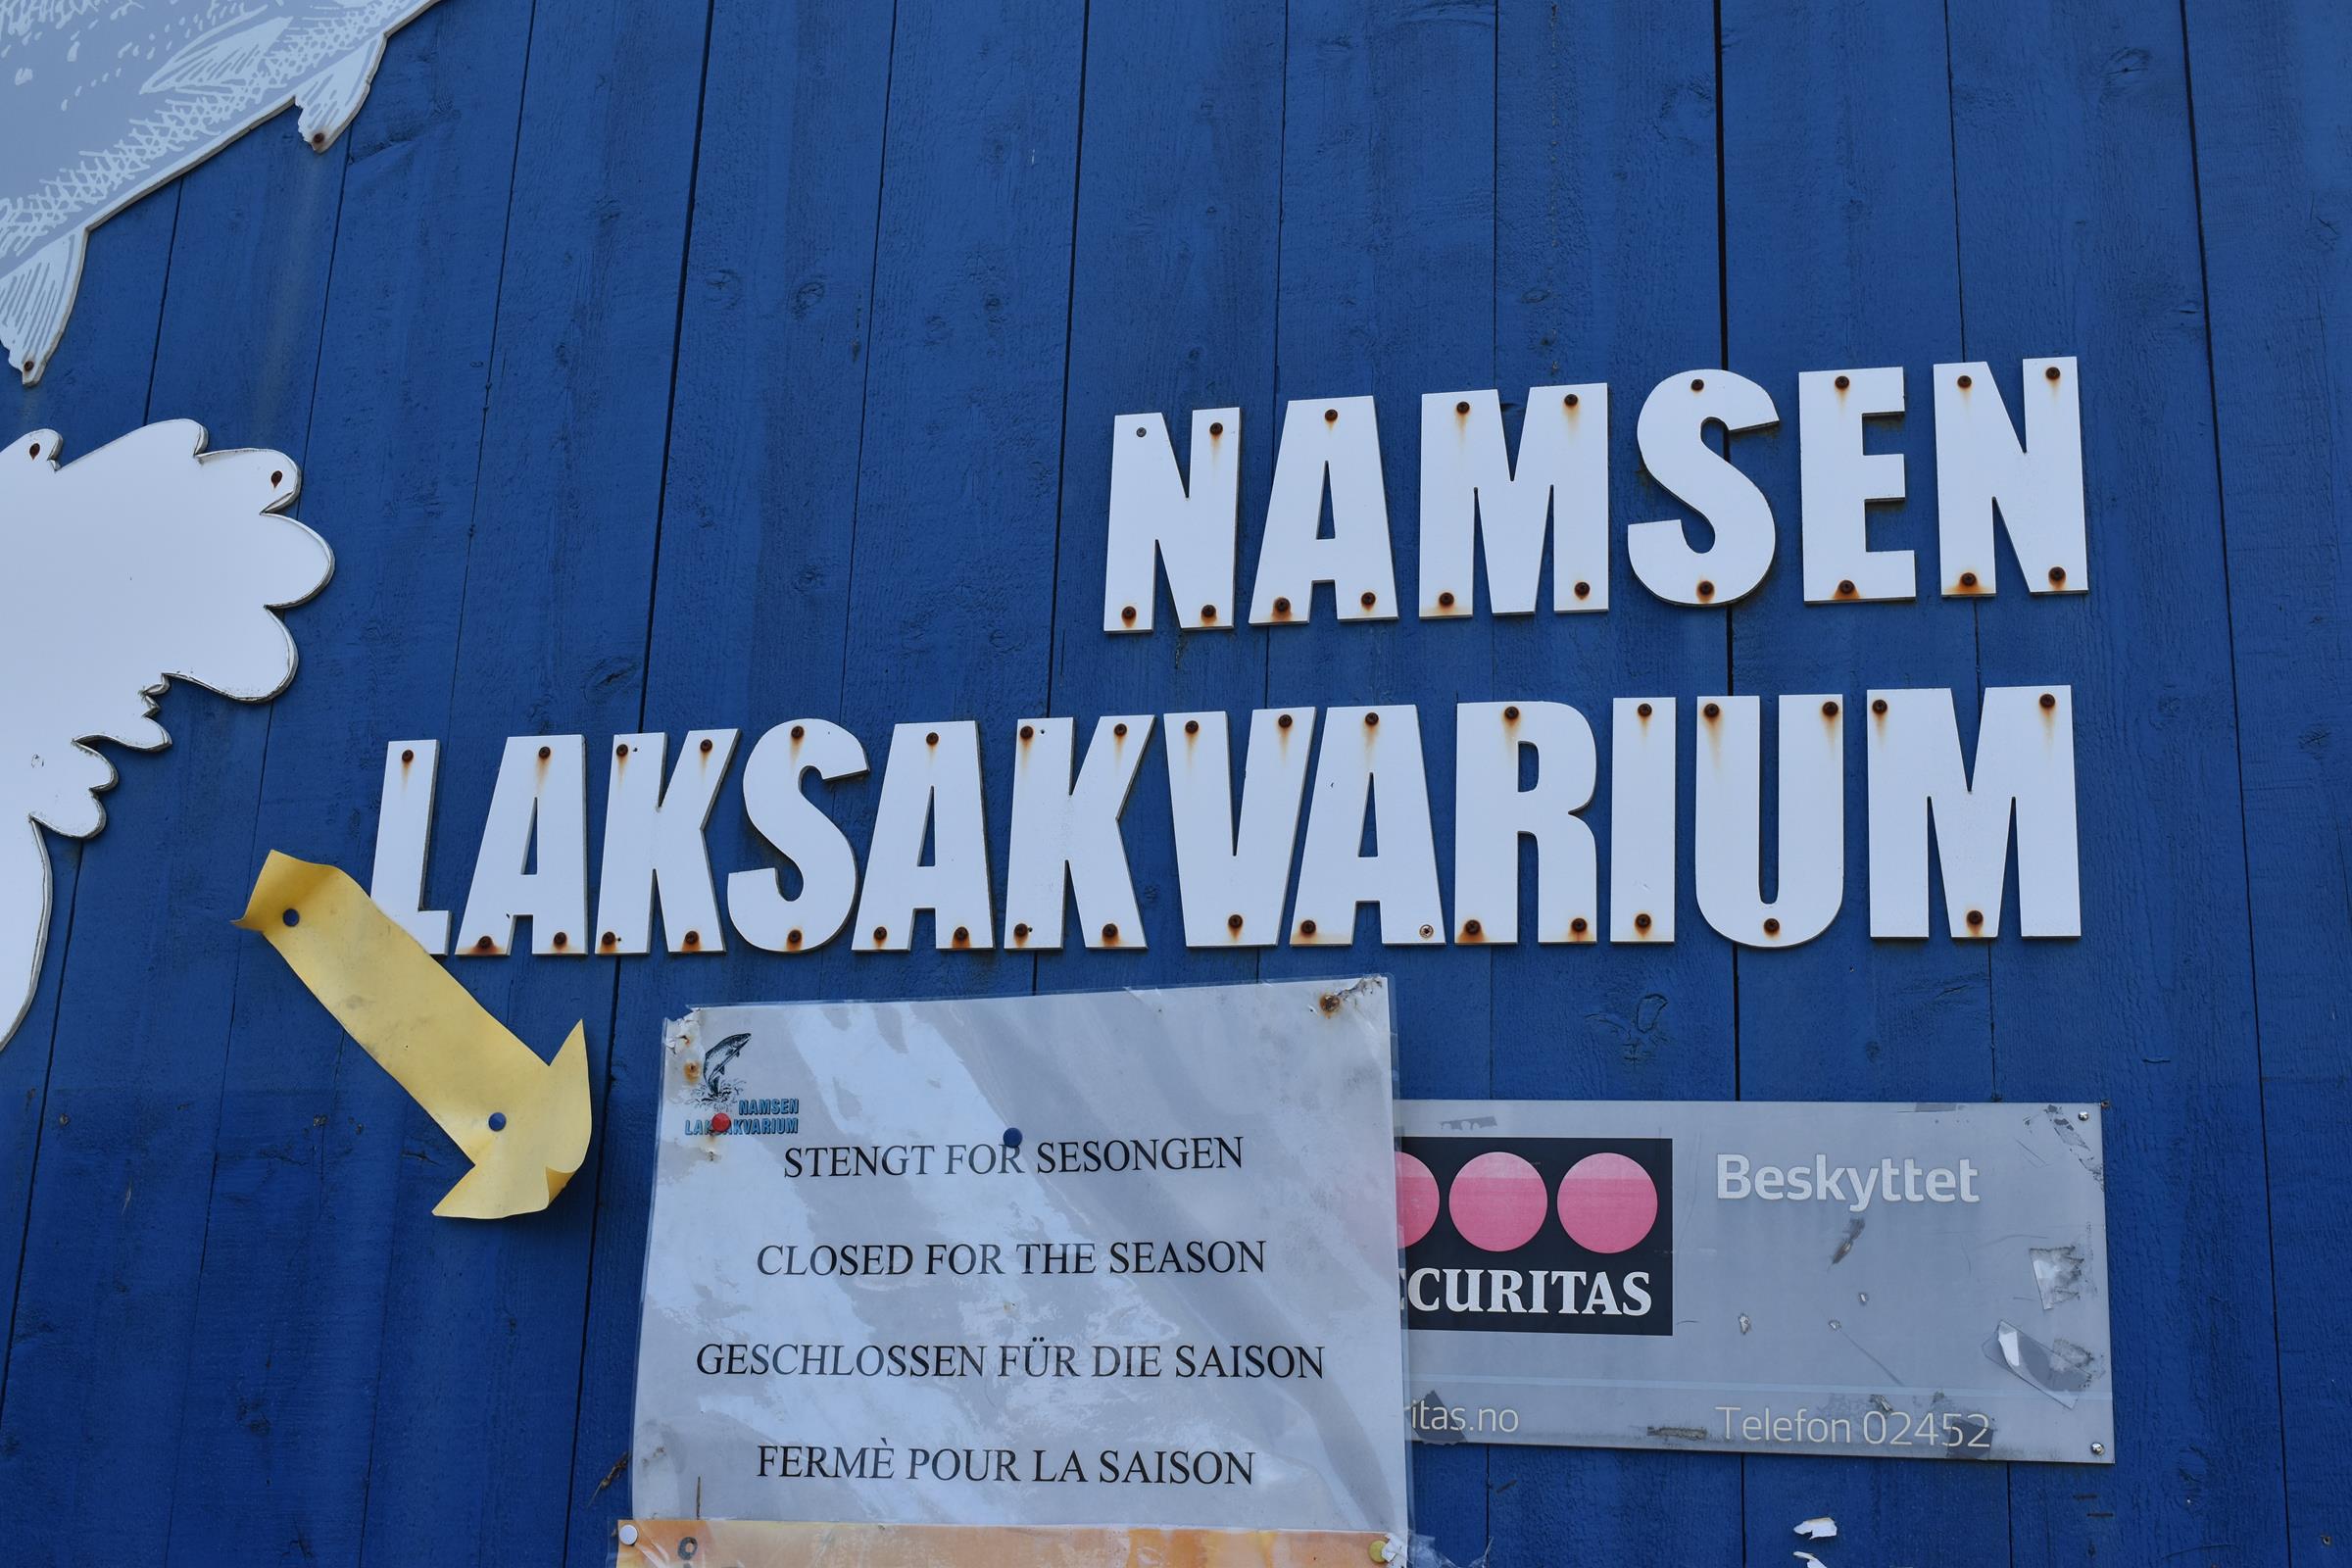 NAMSEN
LAKSAKVARIUM
NAMSEN
LAKSAKVARIUM
STENGT FOR SESONGEN
CLOSED FOR THE SEASON
GESCHLOSSEN FÜR DIE SAISON
FERMÈ POUR LA SAISON
ECURITAS
Beskyttet
itas.no
Telefon 02452